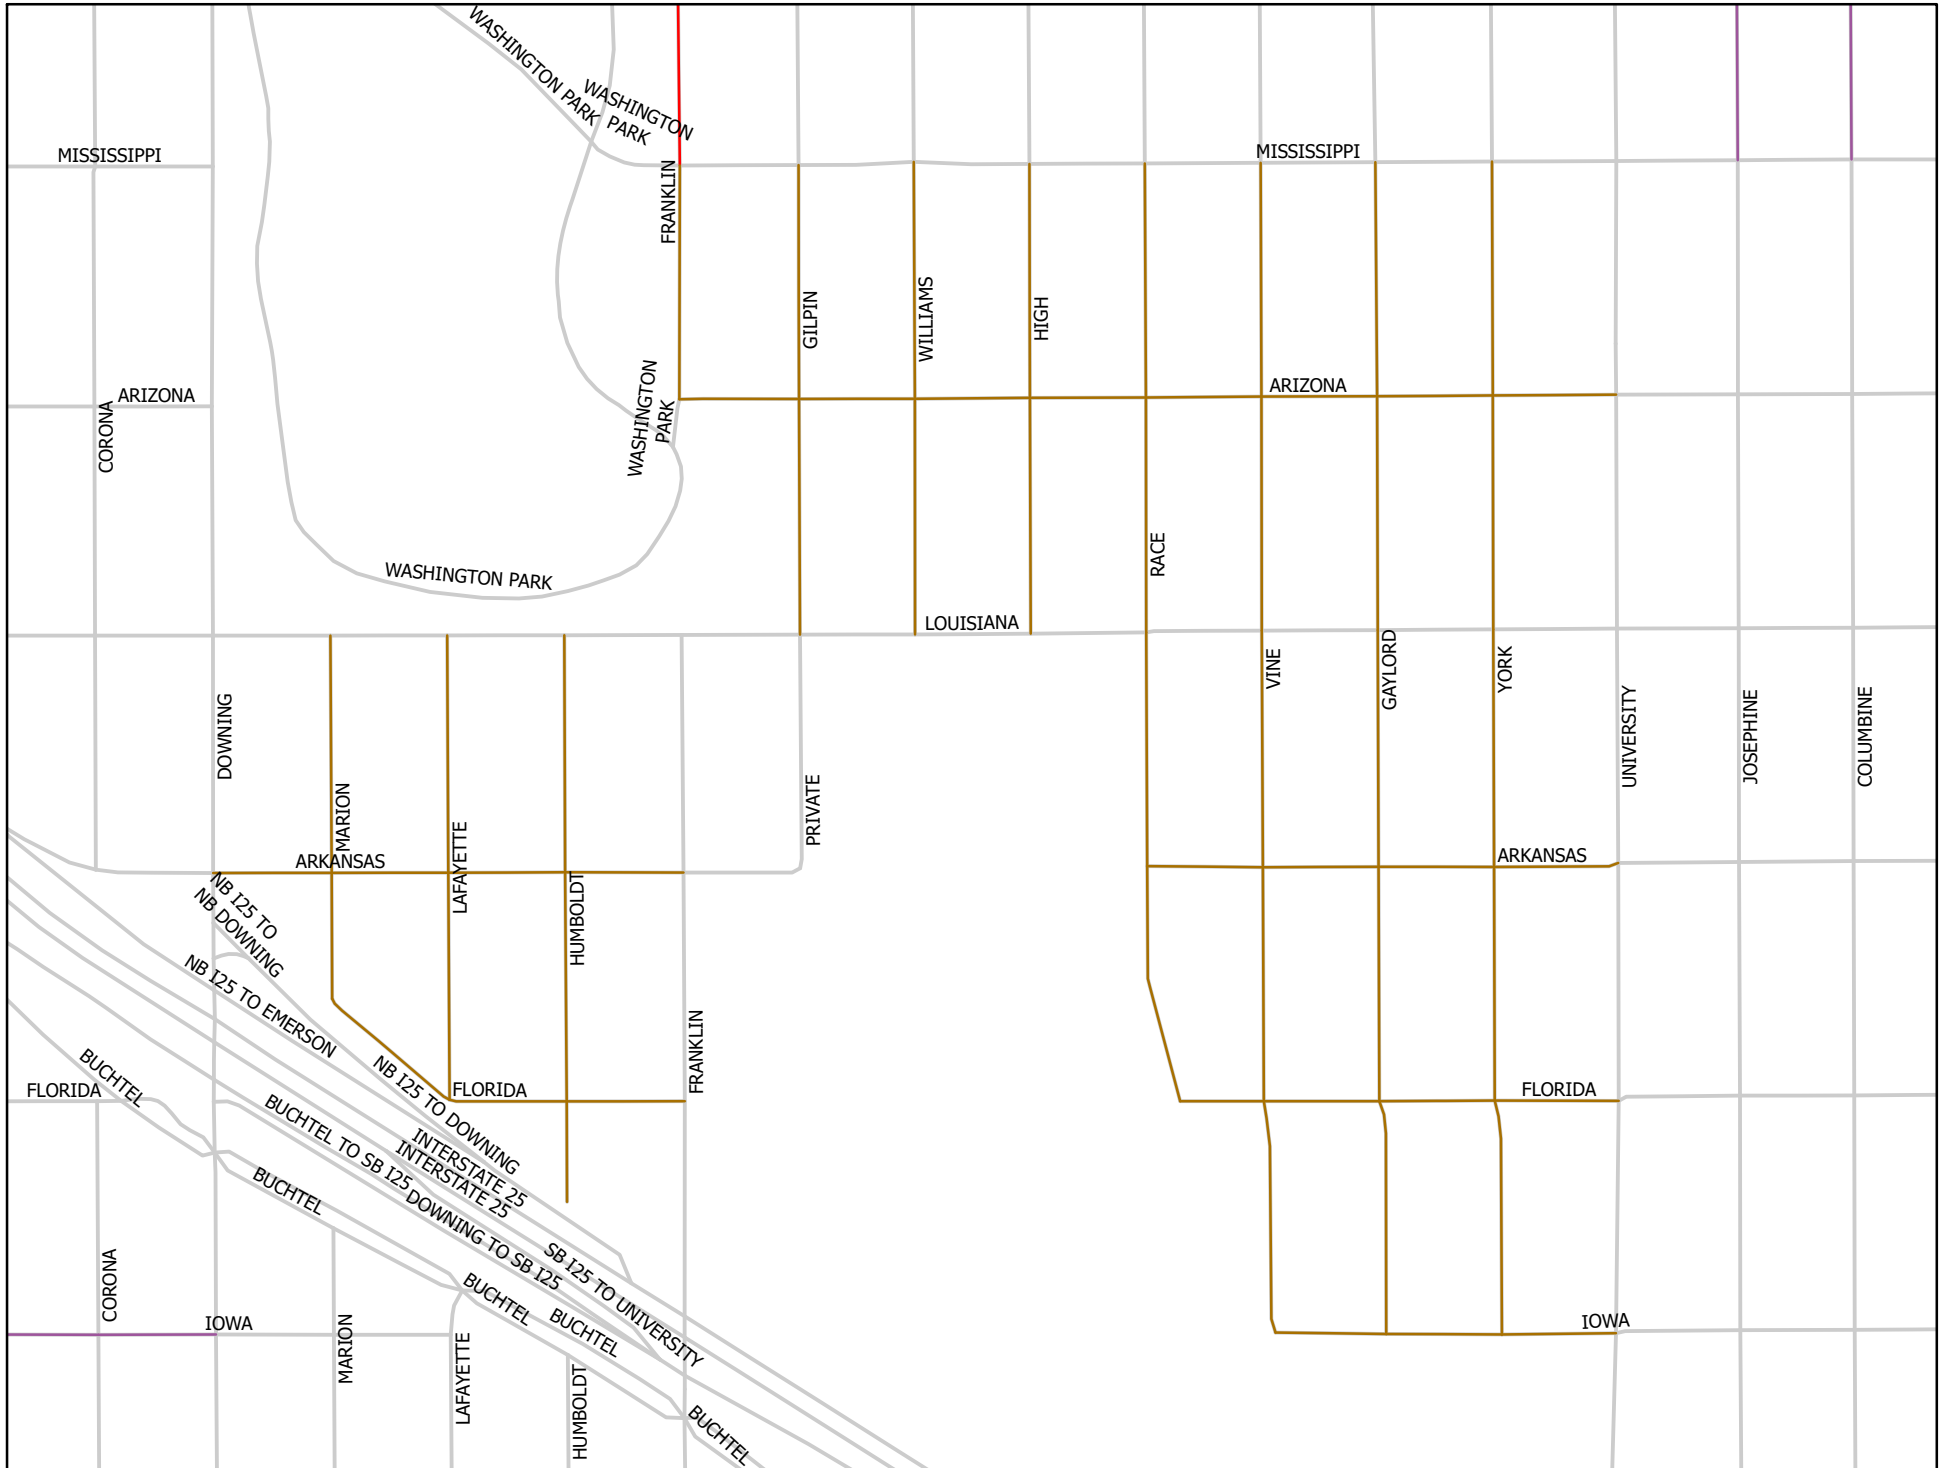 WASHINGTON PARK
WASHINGTON
PARK
MISSISSIPPI
MISSISSIPPI
FRANKLIN
GILPIN
WILLIAMS
HIGH
ARIZONA
ARIZONA
CORONA
WASHINGTON
PARK
RACE
WASHINGTON PARK
LOUISIANA
VINE
GAYLORD
YORK
DOWNING
UNIVERSITY
JOSEPHINE
COLUMBINE
MARION
PRIVATE
LAFAYETTE
ARKANSAS
ARKANSAS
HUMBOLDT
NB I25 TO
NB DOWNING
NB I25 TO EMERSON
FRANKLIN
BUCHTEL
FLORIDA
NB I25 TO DOWNING
FLORIDA
FLORIDA
BUCHTEL TO SB I25
INTERSTATE 25
INTERSTATE 25
BUCHTEL
DOWNING TO SB I25
CORONA
SB I25 TO UNIVERSITY
BUCHTEL
BUCHTEL
IOWA
IOWA
MARION
LAFAYETTE
HUMBOLDT
BUCHTEL